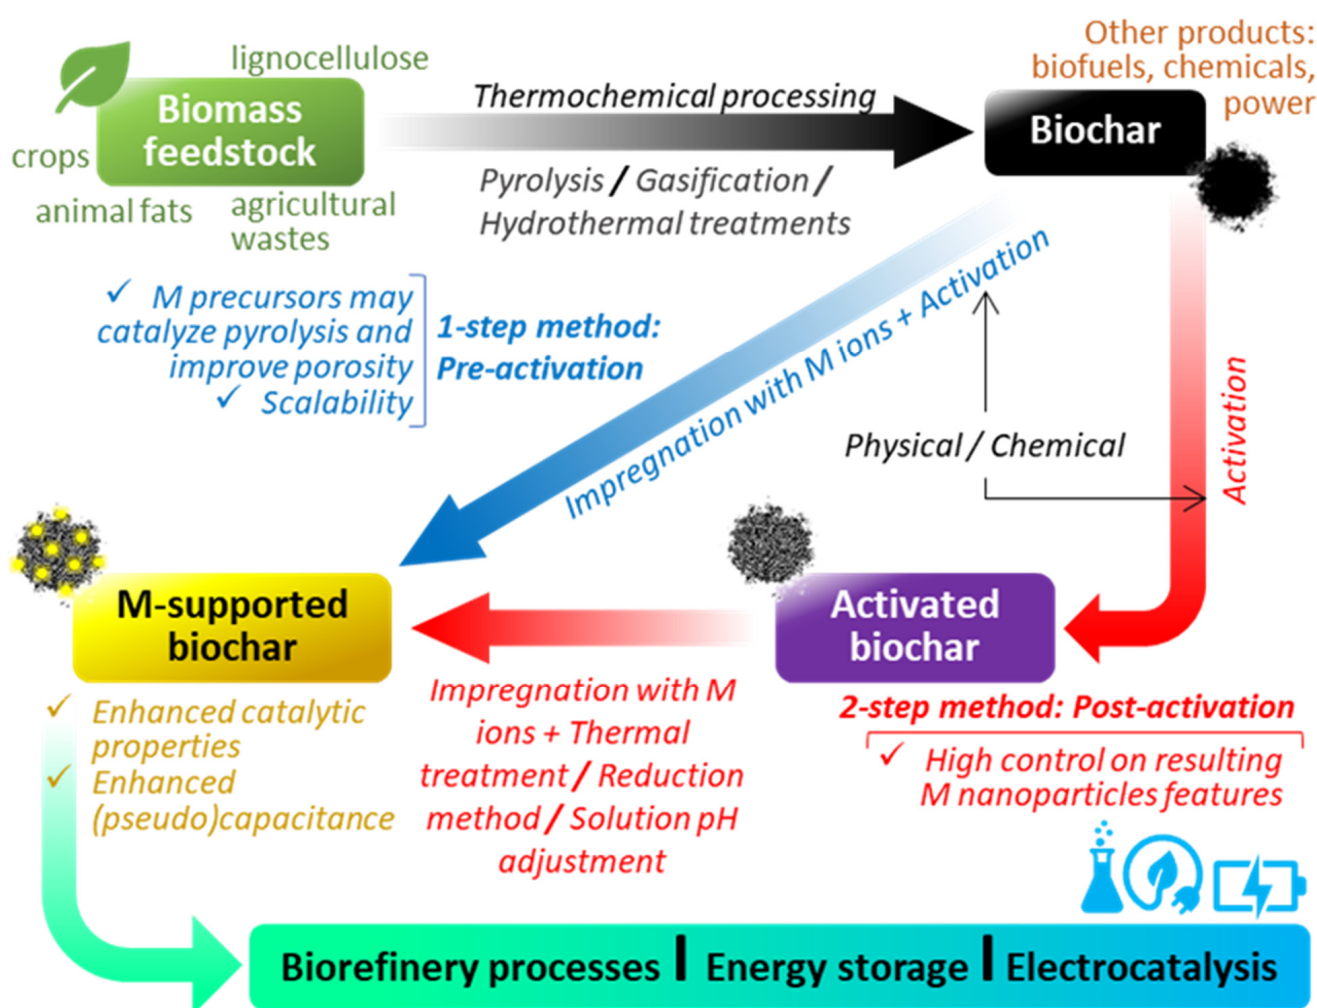 lignocellulose
Biomass
feedstock
crops
animal fats
agricultural
wastes
Thermochemical processing
Pyrolysis / Gasification /
Hydrothermal treatments
Other products:
biofuels, chemicals,
power
Biochar
✓ M precursors may
catalyze pyrolysis and
improve porosity
✓ Scalability
1-step method:
Pre-activation
Impregnation with M ions + Activation
Physical / Chemical
Activation
M-supported
biochar
Activated
biochar
✓ Enhanced catalytic
properties
✓ Enhanced
(pseudo)capacitance
Impregnation with M
ions + Thermal
treatment / Reduction
method / Solution pH
adjustment
2-step method: Post-activation
✓ High control on resulting
M nanoparticles features
Biorefinery processes | Energy storage | Electrocatalysis